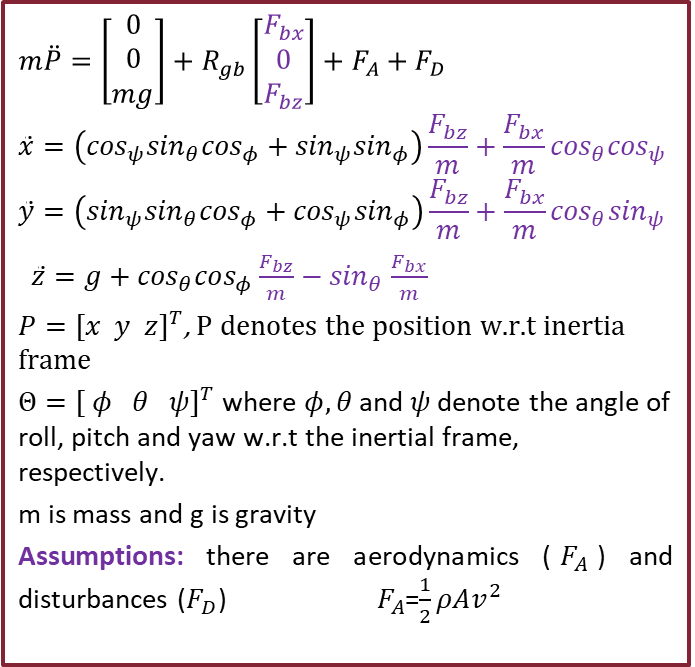 mP̈ = [0 0 mg] + R_gb [F_bx 0 F_bz] + F_A + F_D
ẍ = (cos_ψ sin_θ cos_ϕ + sin_ψ sin_ϕ) F_bz/m + F_bx/m cos_θ cos_ψ
ÿ = (sin_ψ sin_θ cos_ϕ + cos_ψ sin_ϕ) F_bz/m + F_bx/m cos_θ sin_ψ
z̈ = g + cos_θ cos_ϕ F_bz/m − sin_θ F_bx/m
P = [x y z]^T, P denotes the position w.r.t inertia
frame
Θ = [ ϕ θ ψ]^T where ϕ, θ and ψ denote the angle of
roll, pitch and yaw w.r.t the inertial frame,
respectively.
m is mass and g is gravity
Assumptions: there are aerodynamics ( F_A ) and
disturbances (F_D) F_A=1/2 ρAv^2